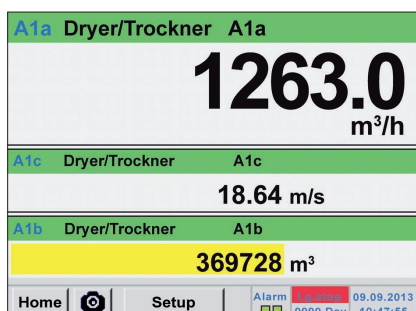 A1a Dryer/Trockner A1a
1263.0
m³/h
A1c Dryer/Trockner A1c
18.64 m/s
A1b Dryer/Trockner A1b
369728 m³
Home Setup Alarm 09.09.2013